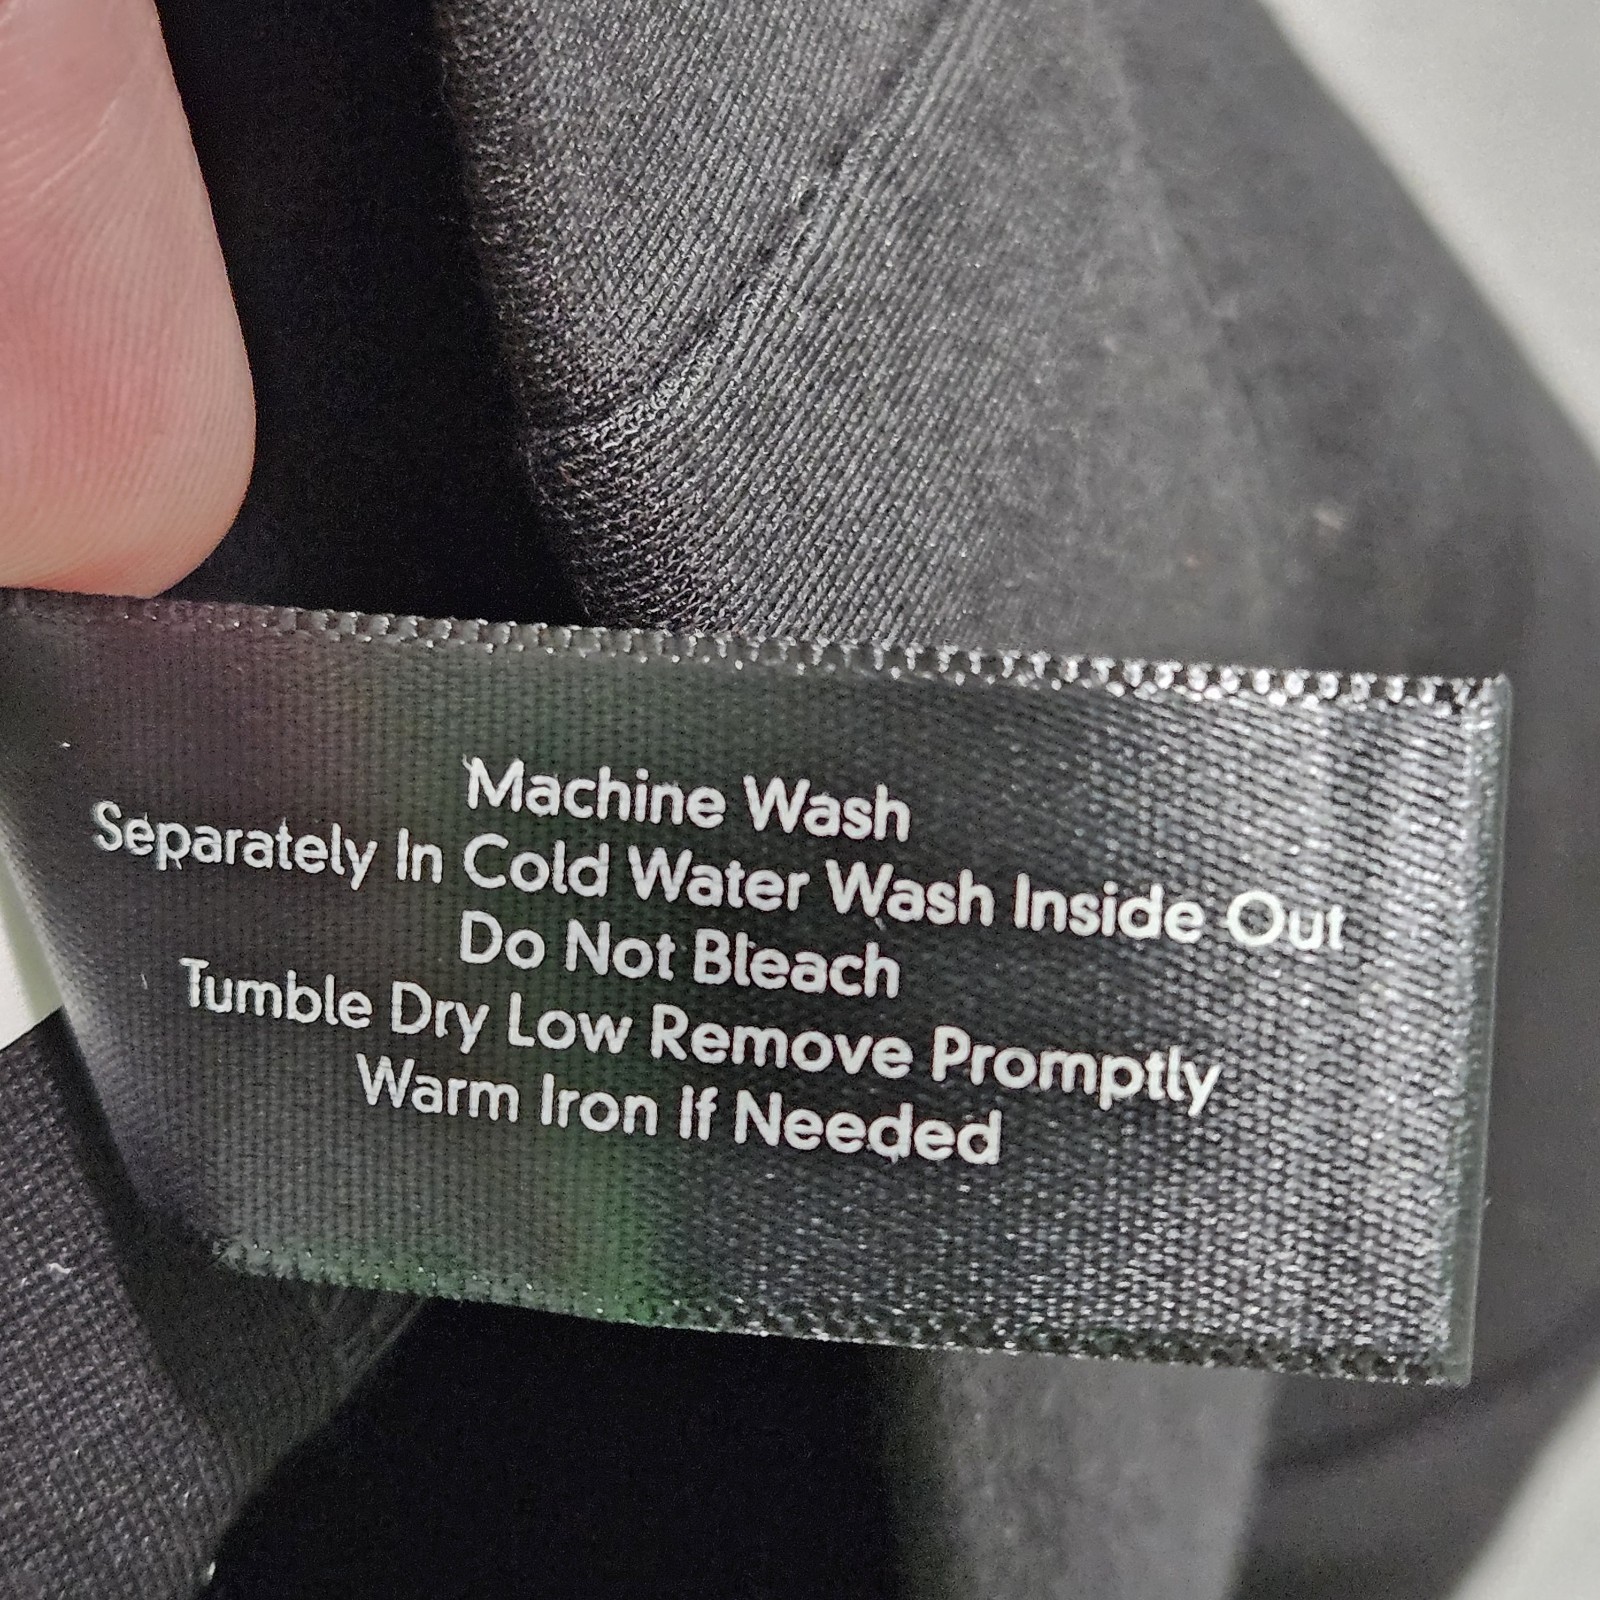 Machine Wash
Separately In Cold Water Wash Inside Out
Do Not Bleach
Tumble Dry Low Remove Promptly
Warm Iron If Needed